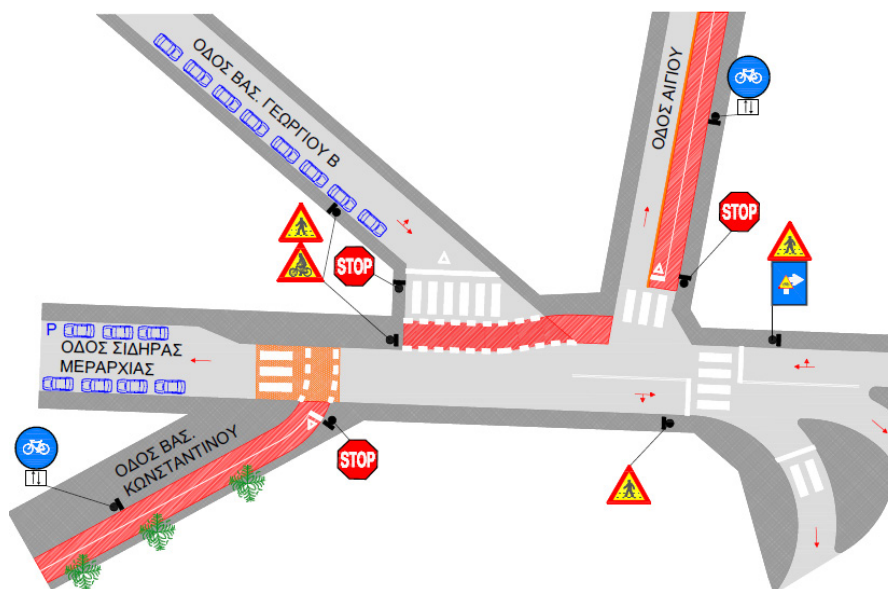 ΟΔΟΣ ΒΑΣ. ΓΕΩΡΓΙΟΥ Β
ΟΔΟΣ ΑΙΓΙΟΥ
STOP
STOP
P
ΟΔΟΣ ΣΙΔΗΡΑΣ
ΜΕΡΑΡΧΙΑΣ
ΟΔΟΣ ΒΑΣ.
ΚΩΝΣΤΑΝΤΙΝΟΥ
STOP